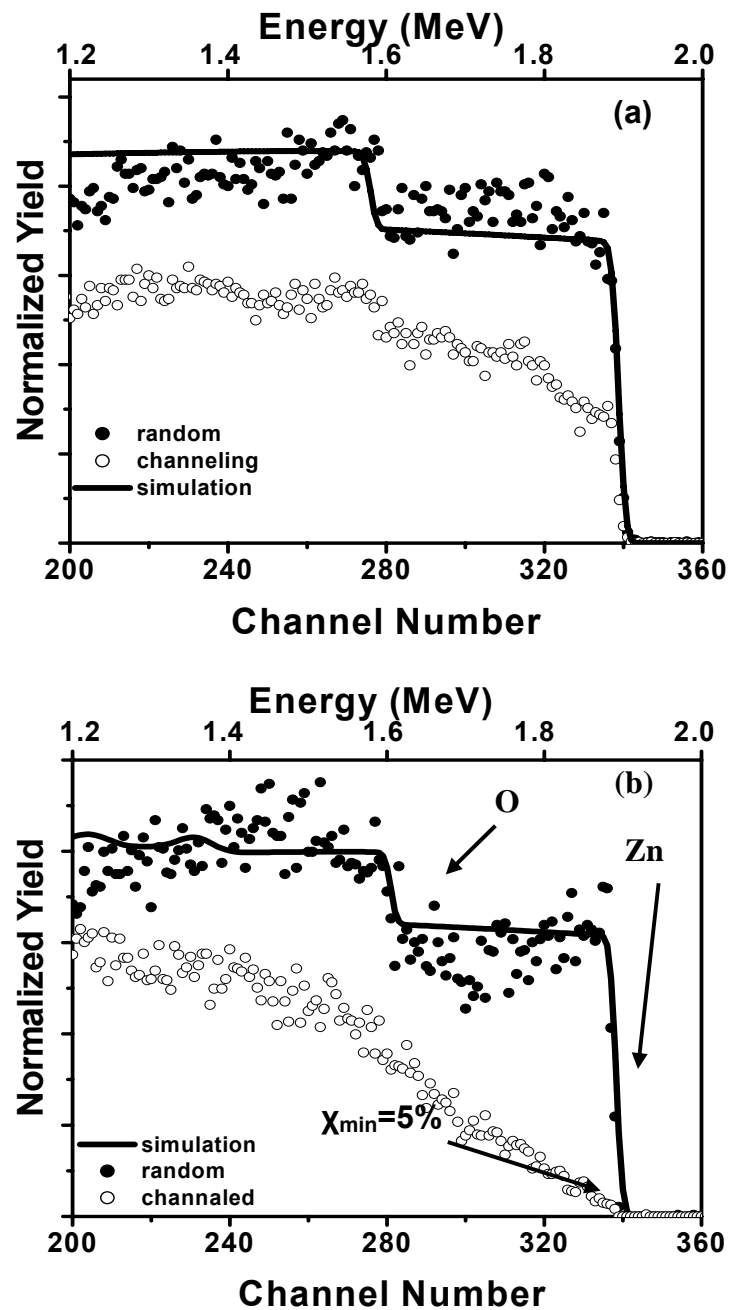 Energy (MeV)
1.2 1.4 1.6 1.8 2.0
(a)
Normalized Yield
random
channeling
simulation
200 240 280 320 360
Channel Number
Energy (MeV)
1.2 1.4 1.6 1.8 2.0
(b)
O
Zn
Normalized Yield
χmin=5%
simulation
random
channaled
200 240 280 320 360
Channel Number